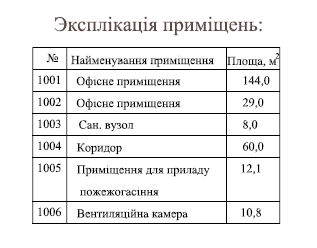 Эксплікація приміщень:
№ Найменування приміщення Площа, м²
1001 Офісне приміщення 144,0
1002 Офісне приміщення 29,0
1003 Сан. вузол 8,0
1004 Коридор 60,0
1005 Приміщення для приладу 12,1
пожежогасіння
1006 Вентиляційна камера 10,8